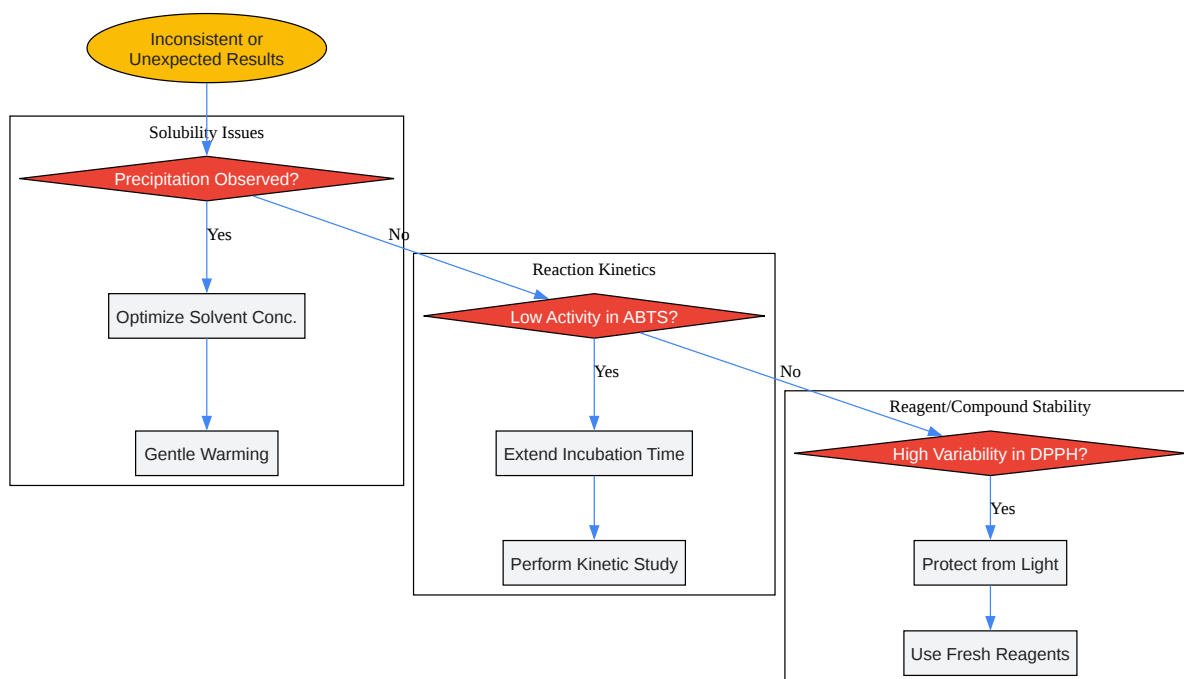 Inconsistent or
Unexpected Results
Solubility Issues
Precipitation Observed?
Yes
No
Optimize Solvent Conc.
Gentle Warming
Reaction Kinetics
Low Activity in ABTS?
Yes
No
Extend Incubation Time
Perform Kinetic Study
Reagent/Compound Stability
High Variability in DPPH?
Yes
Protect from Light
Use Fresh Reagents